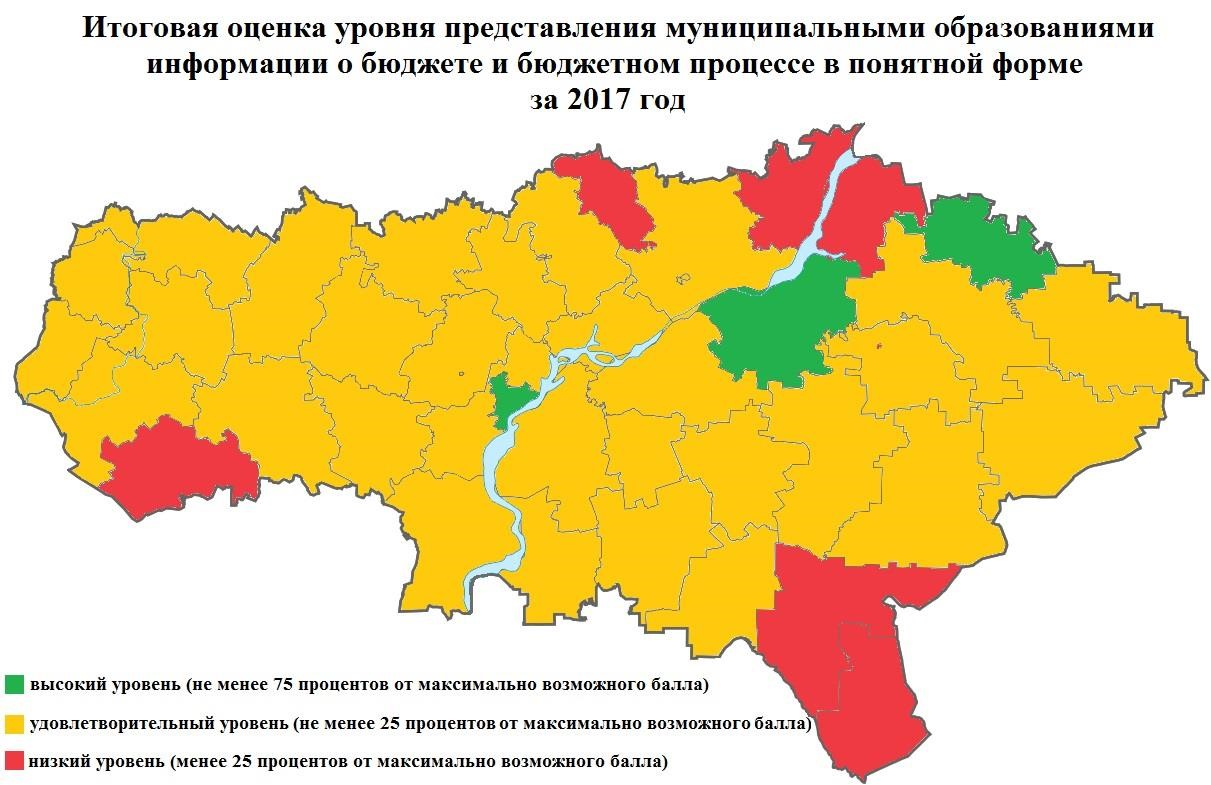 Итоговая оценка уровня представления муниципальными образованиями
информации о бюджете и бюджетном процессе в понятной форме
за 2017 год
высокий уровень (не менее 75 процентов от максимально возможного балла)
удовлетворительный уровень (не менее 25 процентов от максимально возможного балла)
низкий уровень (менее 25 процентов от максимально возможного балла)